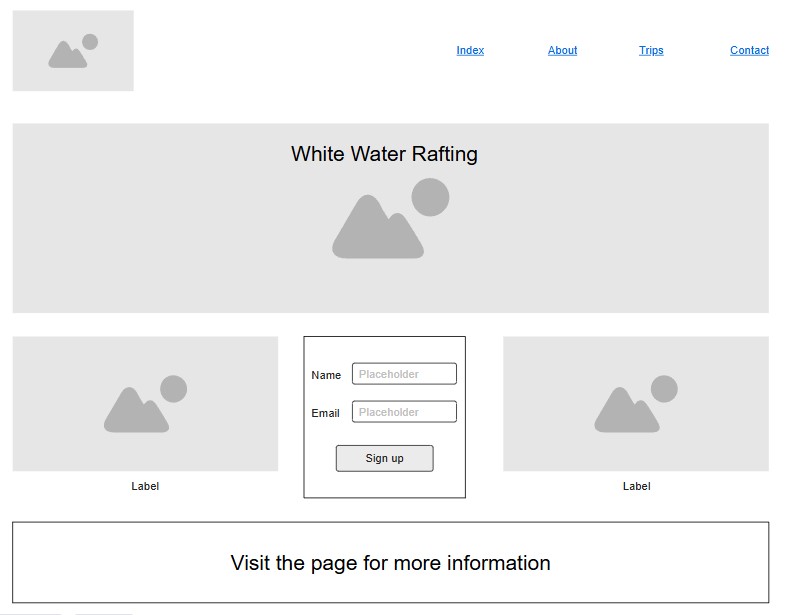 Index About Trips Contact
White Water Rafting
Name Placeholder
Email Placeholder
Sign up
Label Label
Visit the page for more information